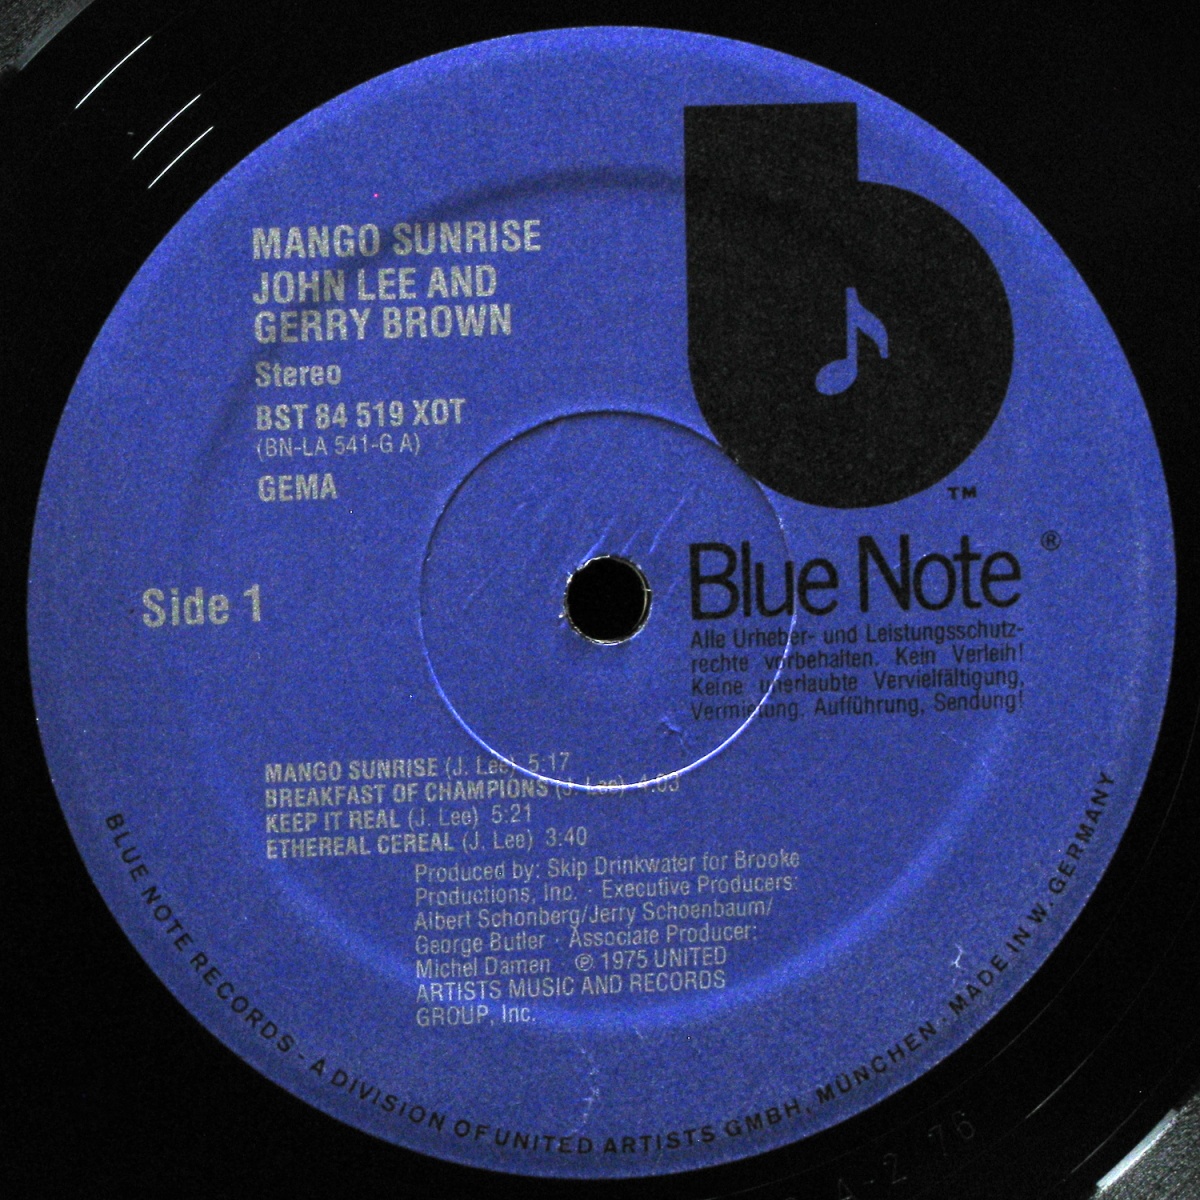 MANGO SUNRISE
JOHN LEE AND
GERRY BROWN
Stereo
BST 84 519 XOT
(BN-LA 541-G A)
GEMA
Side 1
TM
Blue Note ®
Alle Urheber- und Leistungsschutz-
rechte vorbehalten. Kein Verleih!
Keine unerlaubte Vervielfältigung,
Vermietung. Aufführung, Sendung!
MANGO SUNRISE (J. Lee) 5:17
BREAKFAST OF CHAMPIONS (J. Lee) 4:03
KEEP IT REAL (J. Lee) 5:21
ETHEREAL CEREAL (J. Lee) 3:40
Produced by: Skip Drinkwater for Brooke
Productions, Inc. · Executive Producers:
Albert Schonberg/Jerry Schoenbaum/
George Butler · Associate Producer:
Michel Damen · ℗ 1975 UNITED
ARTISTS MUSIC AND RECORDS
GROUP, Inc.
BLUE NOTE RECORDS - A DIVISION OF UNITED ARTISTS GMBH, MÜNCHEN · MADE IN W. GERMANY